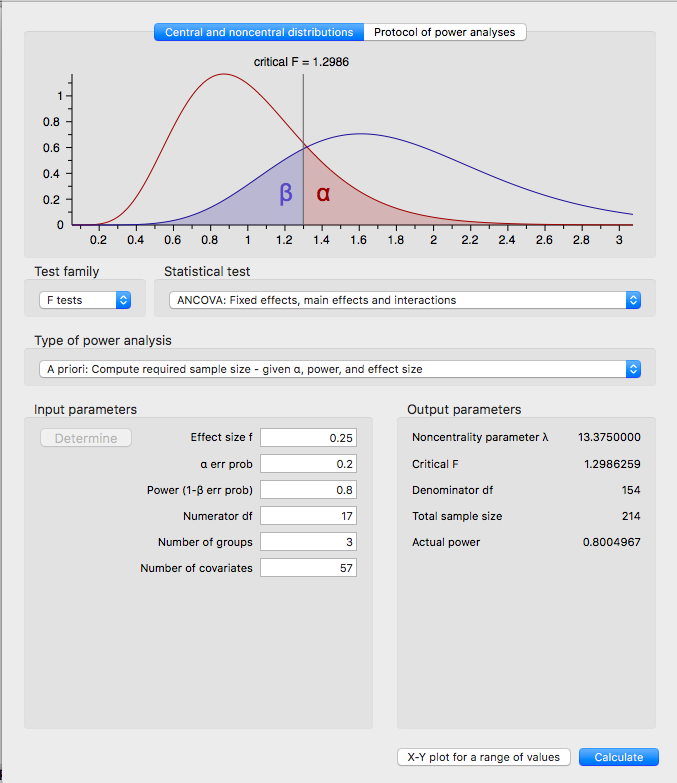 Central and noncentral distributions Protocol of power analyses
critical F = 1.2986
1
0.8
0.6
0.4
0.2
0
β α
0.2 0.4 0.6 0.8 1 1.2 1.4 1.6 1.8 2 2.2 2.4 2.6 2.8 3
Test family Statistical test
F tests ANCOVA: Fixed effects, main effects and interactions
Type of power analysis
A priori: Compute required sample size - given α, power, and effect size
Input parameters Output parameters
Determine Effect size f 0.25 Noncentrality parameter λ 13.3750000
α err prob 0.2 Critical F 1.2986259
Power (1-β err prob) 0.8 Denominator df 154
Numerator df 17 Total sample size 214
Number of groups 3 Actual power 0.8004967
Number of covariates 57
X-Y plot for a range of values Calculate